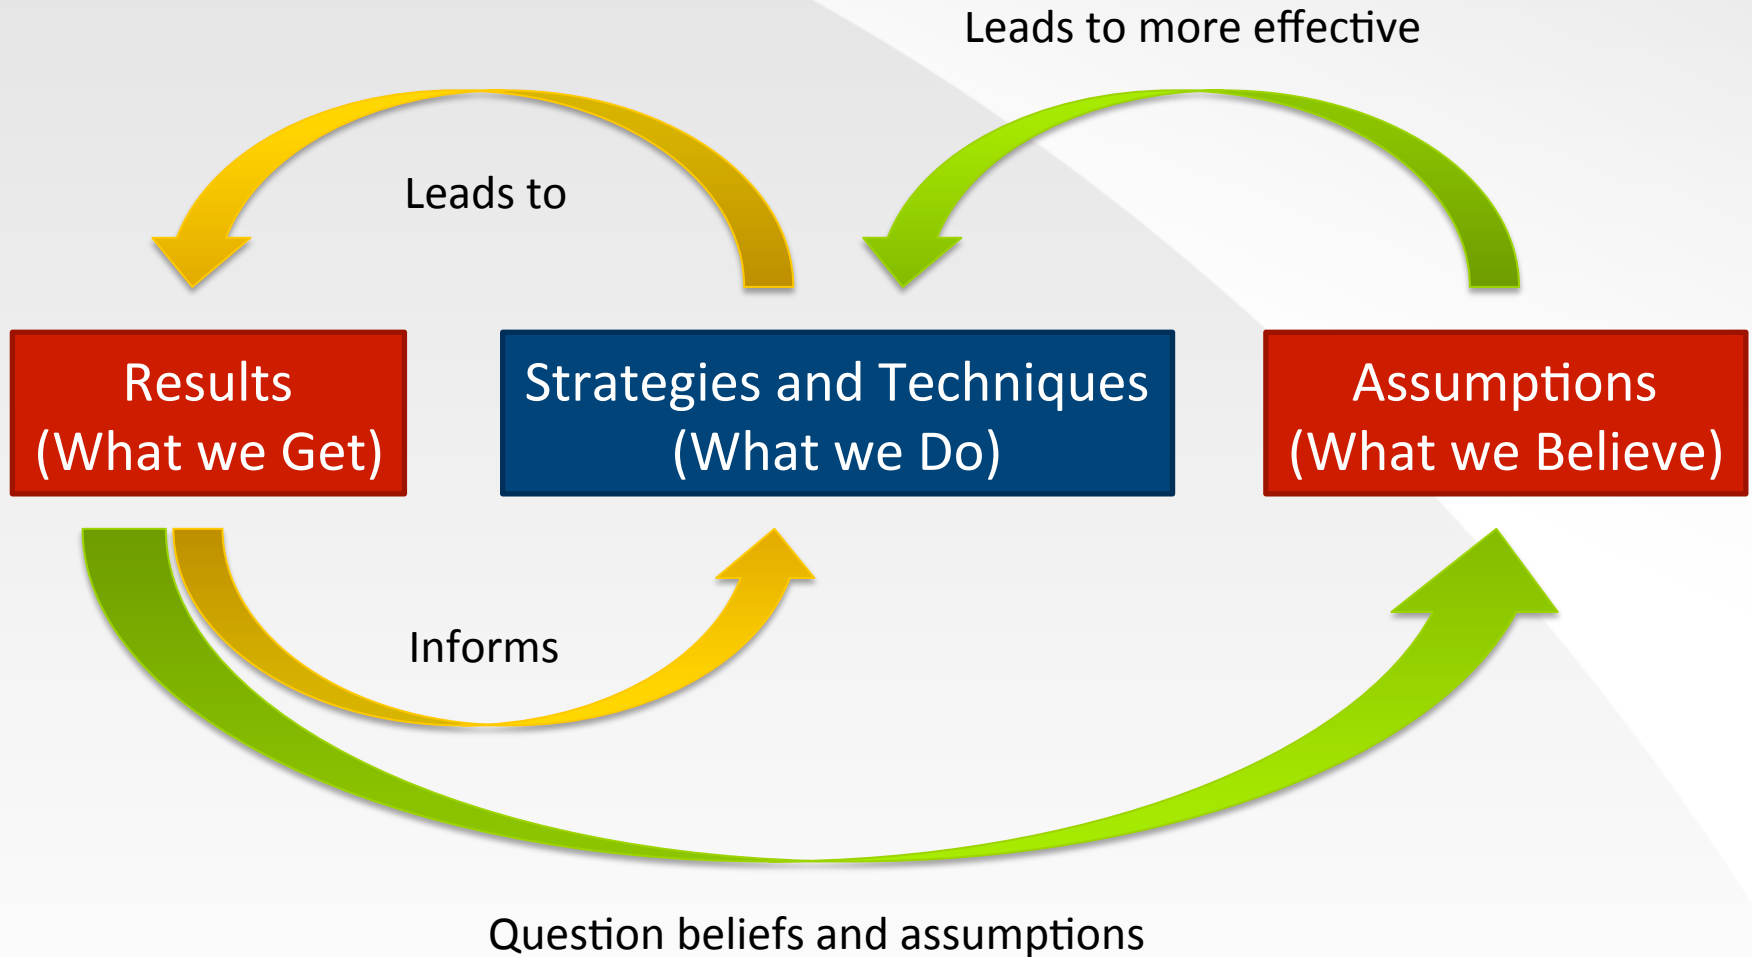 Leads to more effective
Leads to
Results
(What we Get)
Strategies and Techniques
(What we Do)
Assumptions
(What we Believe)
Informs
Question beliefs and assumptions